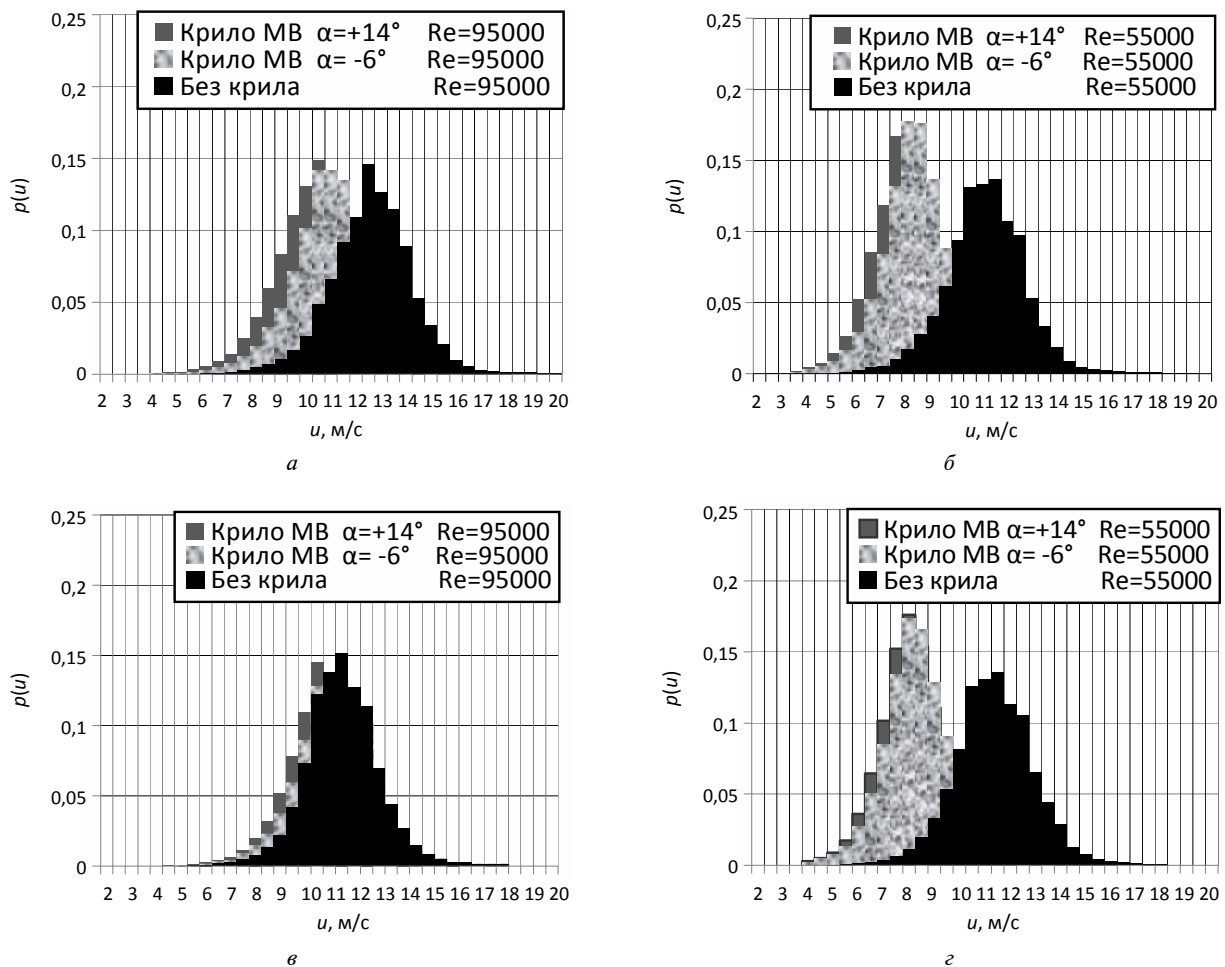 0,25
0,2
0,15
0,1
0,05
0
p(u)
Крило МВ α=+14° Re=95000
Крило МВ α= -6° Re=95000
Без крила Re=95000
2 3 4 5 6 7 8 9 10 11 12 13 14 15 16 17 18 19 20
u, м/с
а
0,25
0,2
0,15
0,1
0,05
0
p(u)
Крило МВ α=+14° Re=55000
Крило МВ α= -6° Re=55000
Без крила Re=55000
2 3 4 5 6 7 8 9 10 11 12 13 14 15 16 17 18 19 20
u, м/с
б
0,25
0,2
0,15
0,1
0,05
0
p(u)
Крило МВ α=+14° Re=95000
Крило МВ α= -6° Re=95000
Без крила Re=95000
2 3 4 5 6 7 8 9 10 11 12 13 14 15 16 17 18 19 20
u, м/с
в
0,25
0,2
0,15
0,1
0,05
0
p(u)
Крило МВ α=+14° Re=55000
Крило МВ α= -6° Re=55000
Без крила Re=55000
2 3 4 5 6 7 8 9 10 11 12 13 14 15 16 17 18 19 20
u, м/с
г